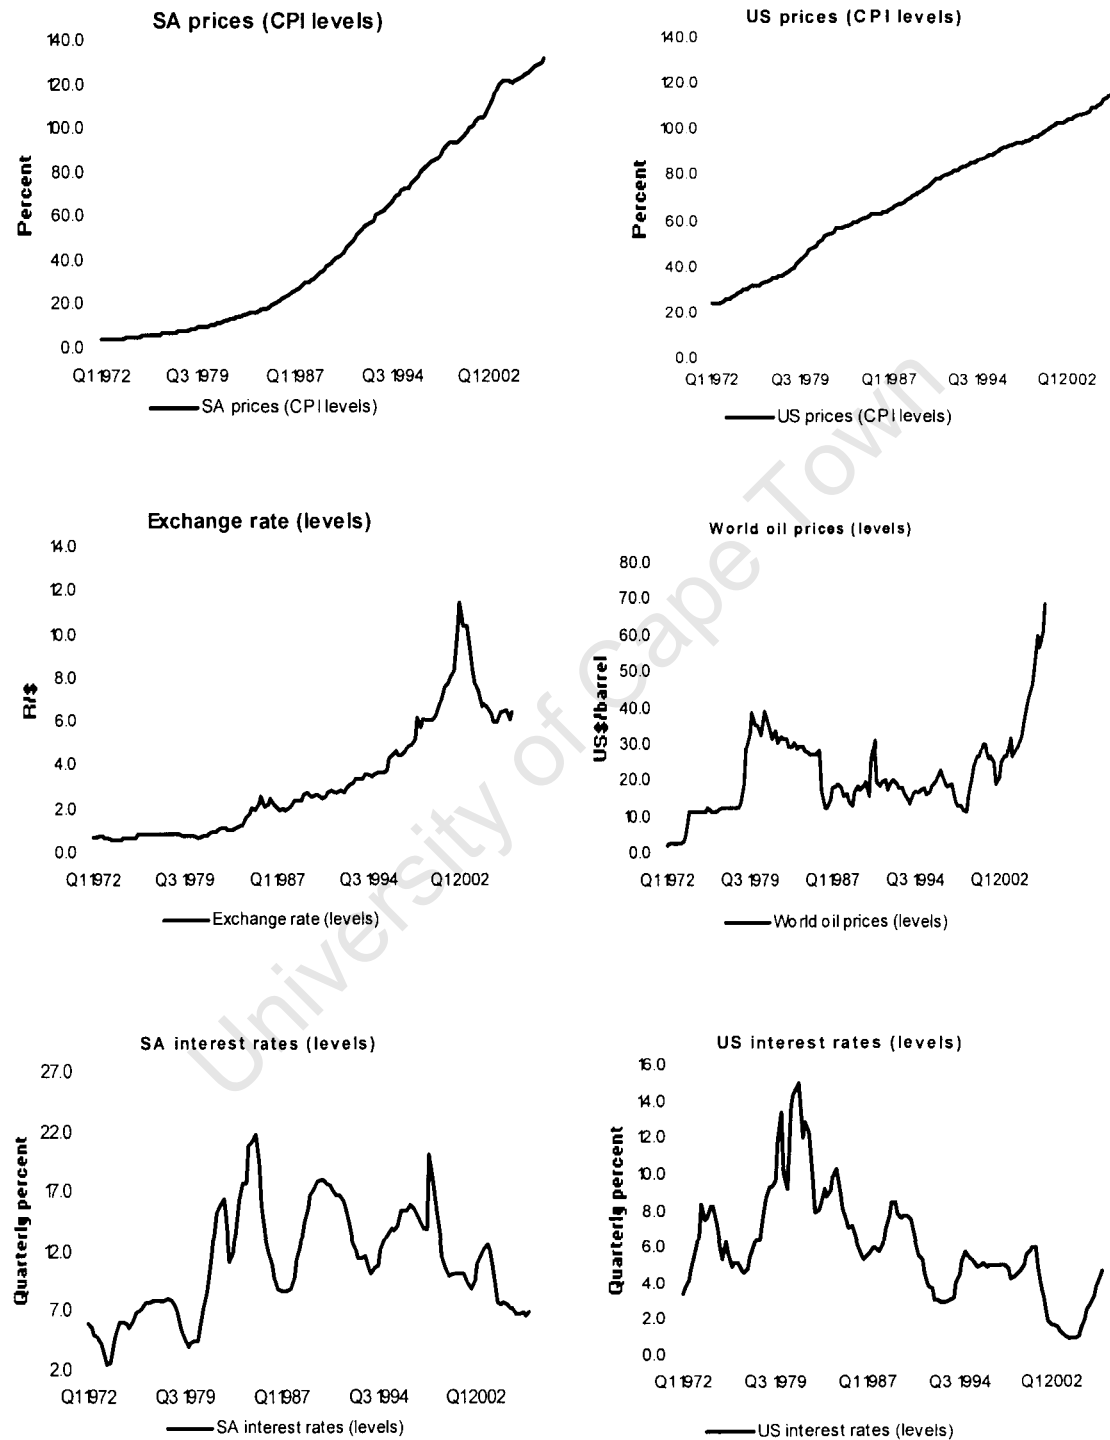 SA prices (CPI levels)
140.0
120.0
100.0
80.0
60.0
40.0
20.0
0.0
Percent
Q1 1972 Q3 1979 Q1 1987 Q3 1994 Q1 2002
SA prices (CPI levels)
US prices (CPI levels)
140.0
120.0
100.0
80.0
60.0
40.0
20.0
0.0
Percent
Q1 1972 Q3 1979 Q1 1987 Q3 1994 Q1 2002
US prices (CPI levels)
Exchange rate (levels)
14.0
12.0
10.0
8.0
6.0
4.0
2.0
0.0
R/$
Q1 1972 Q3 1979 Q1 1987 Q3 1994 Q1 2002
Exchange rate (levels)
World oil prices (levels)
80.0
70.0
60.0
50.0
40.0
30.0
20.0
10.0
0.0
US$/barrel
Q1 1972 Q3 1979 Q1 1987 Q3 1994 Q1 2002
World oil prices (levels)
SA interest rates (levels)
27.0
22.0
17.0
12.0
7.0
2.0
Quarterly percent
Q1 1972 Q3 1979 Q1 1987 Q3 1994 Q1 2002
SA interest rates (levels)
US interest rates (levels)
16.0
14.0
12.0
10.0
8.0
6.0
4.0
2.0
0.0
Quarterly percent
Q1 1972 Q3 1979 Q1 1987 Q3 1994 Q1 2002
US interest rates (levels)
University of Cape Town